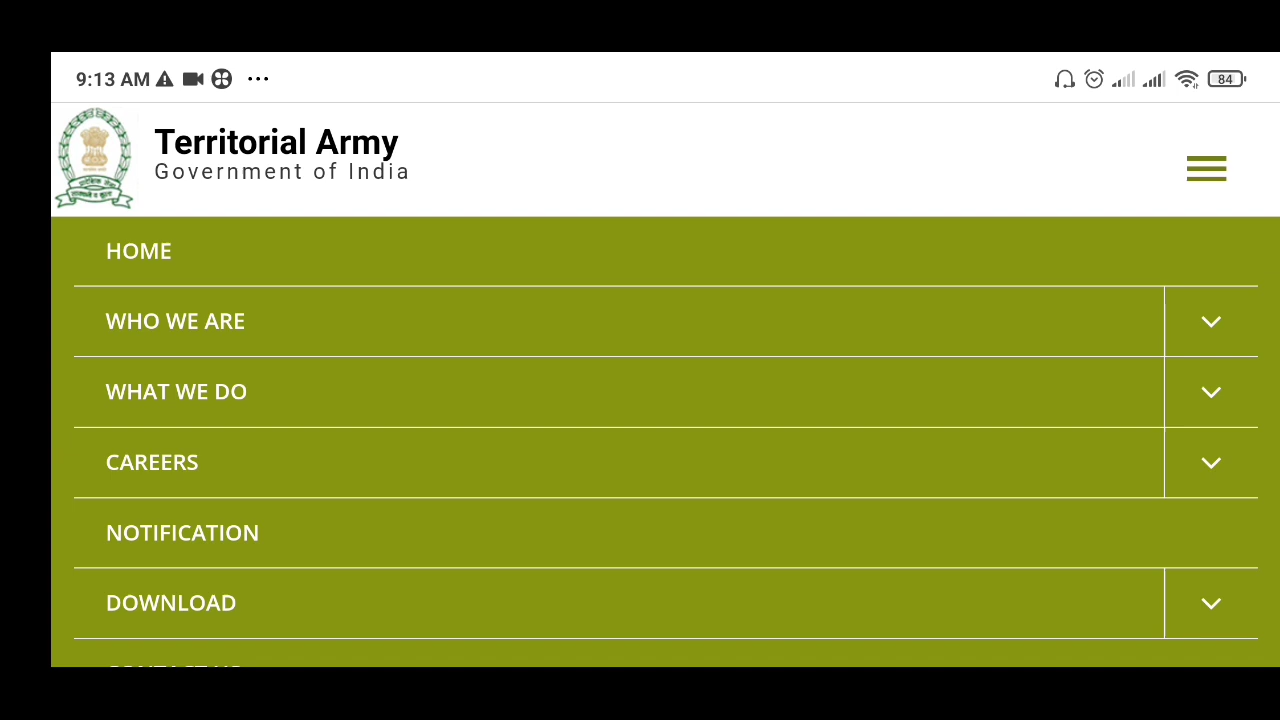 9:13 AM
84
Territorial Army
Government of India
HOME
WHO WE ARE
WHAT WE DO
CAREERS
NOTIFICATION
DOWNLOAD